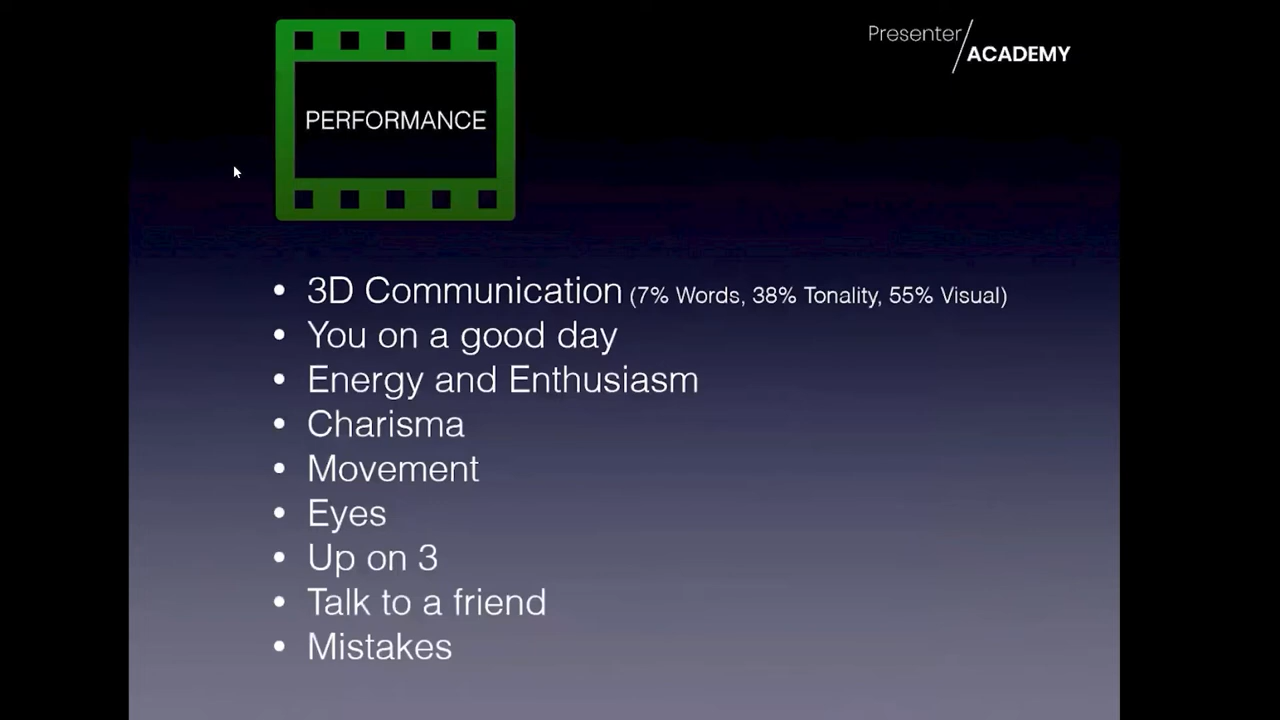 Presenter
ACADEMY
PERFORMANCE
• 3D Communication (7% Words, 38% Tonality, 55% Visual)
• You on a good day
• Energy and Enthusiasm
• Charisma
• Movement
• Eyes
• Up on 3
• Talk to a friend
• Mistakes